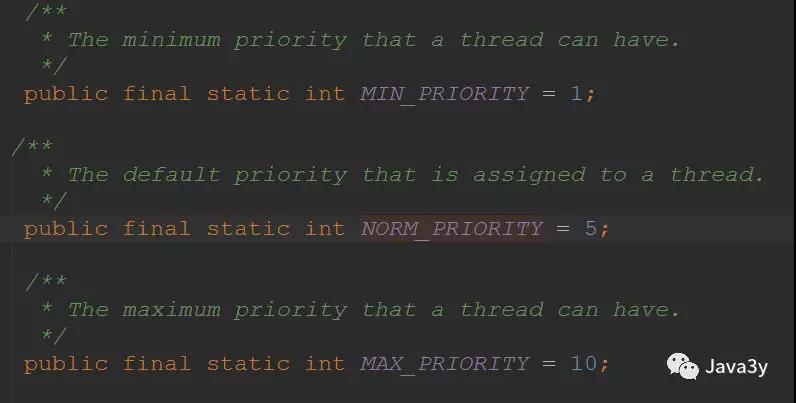 /**
* The minimum priority that a thread can have.
*/
public final static int MIN_PRIORITY = 1;
/**
* The default priority that is assigned to a thread.
*/
public final static int NORM_PRIORITY = 5;
/**
* The maximum priority that a thread can have.
*/
public final static int MAX_PRIORITY = 10;
Java3y